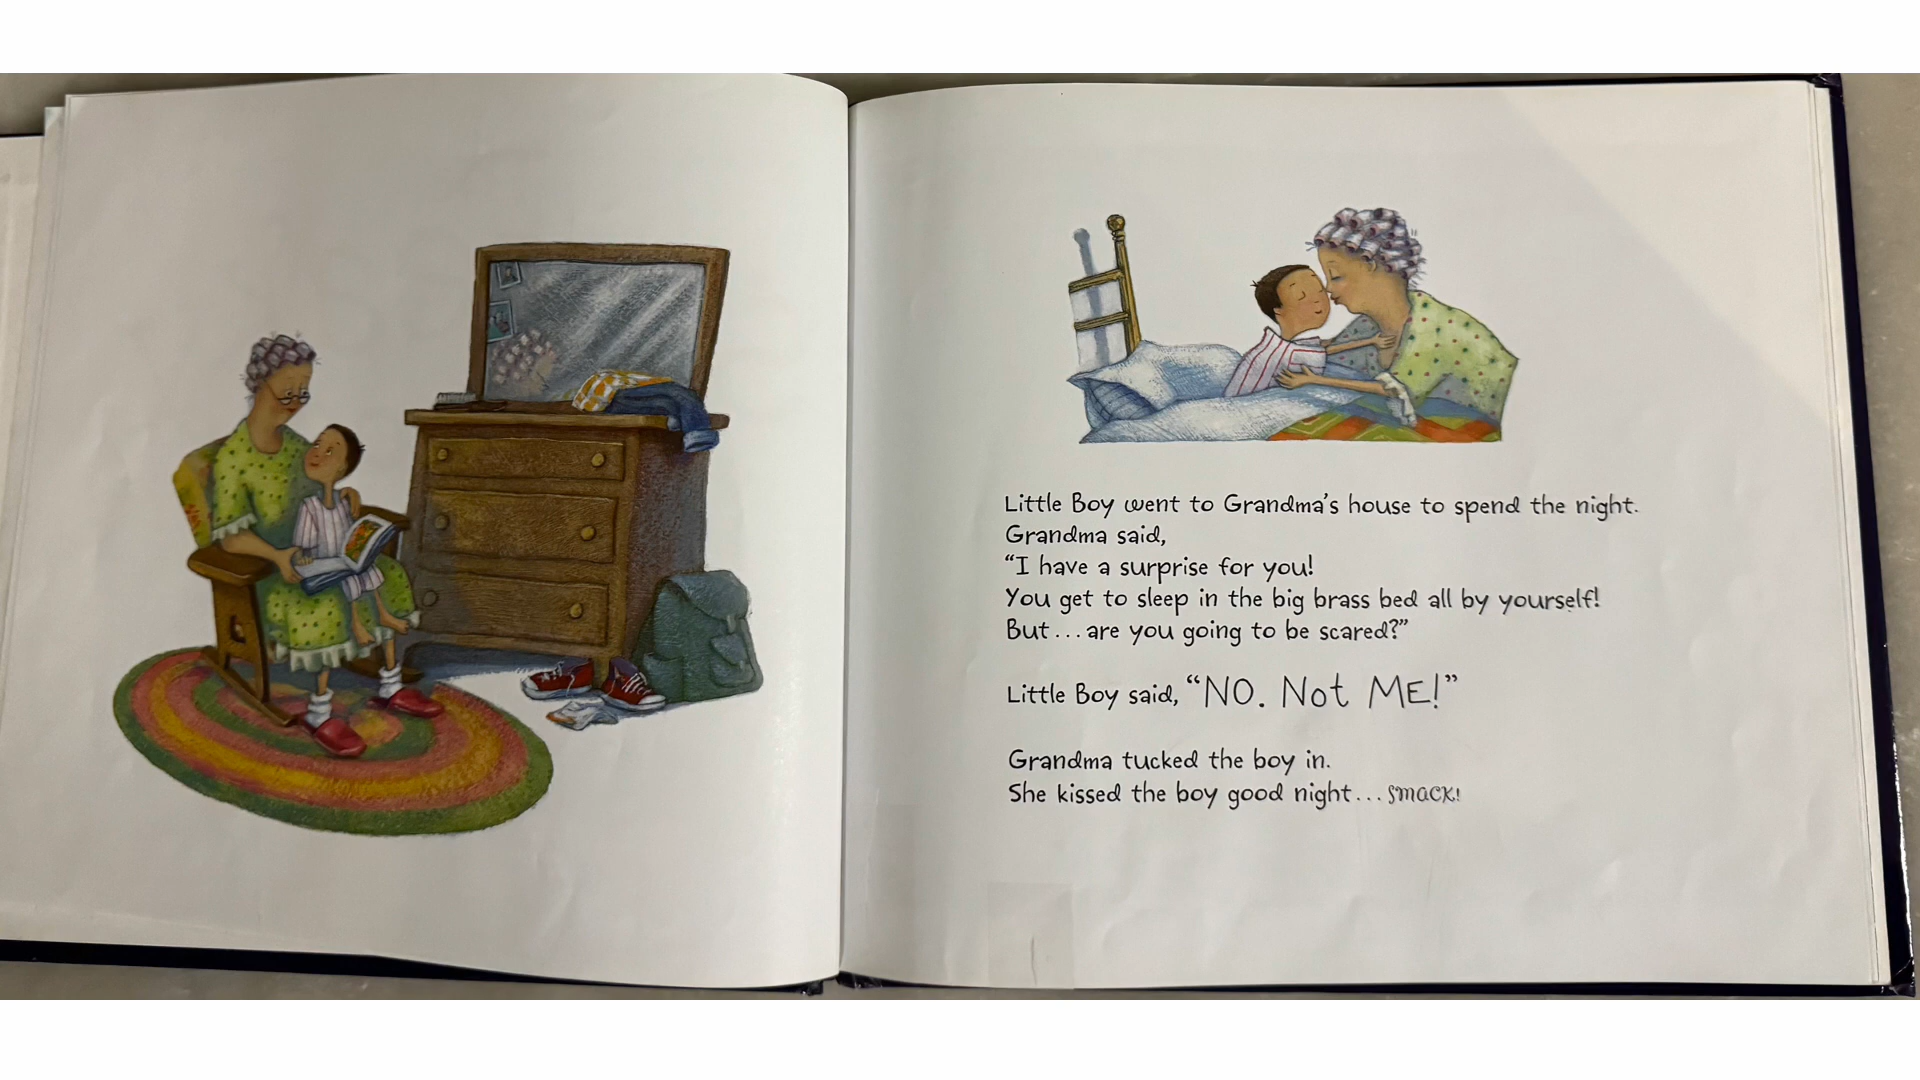 Little Boy went to Grandma's house to spend the night.
Grandma said,
“I have a surprise for you!
You get to sleep in the big brass bed all by yourself!
But ... are you going to be scared?”
Little Boy said, “NO. Not ME!”
Grandma tucked the boy in.
She kissed the boy good night ... smack!